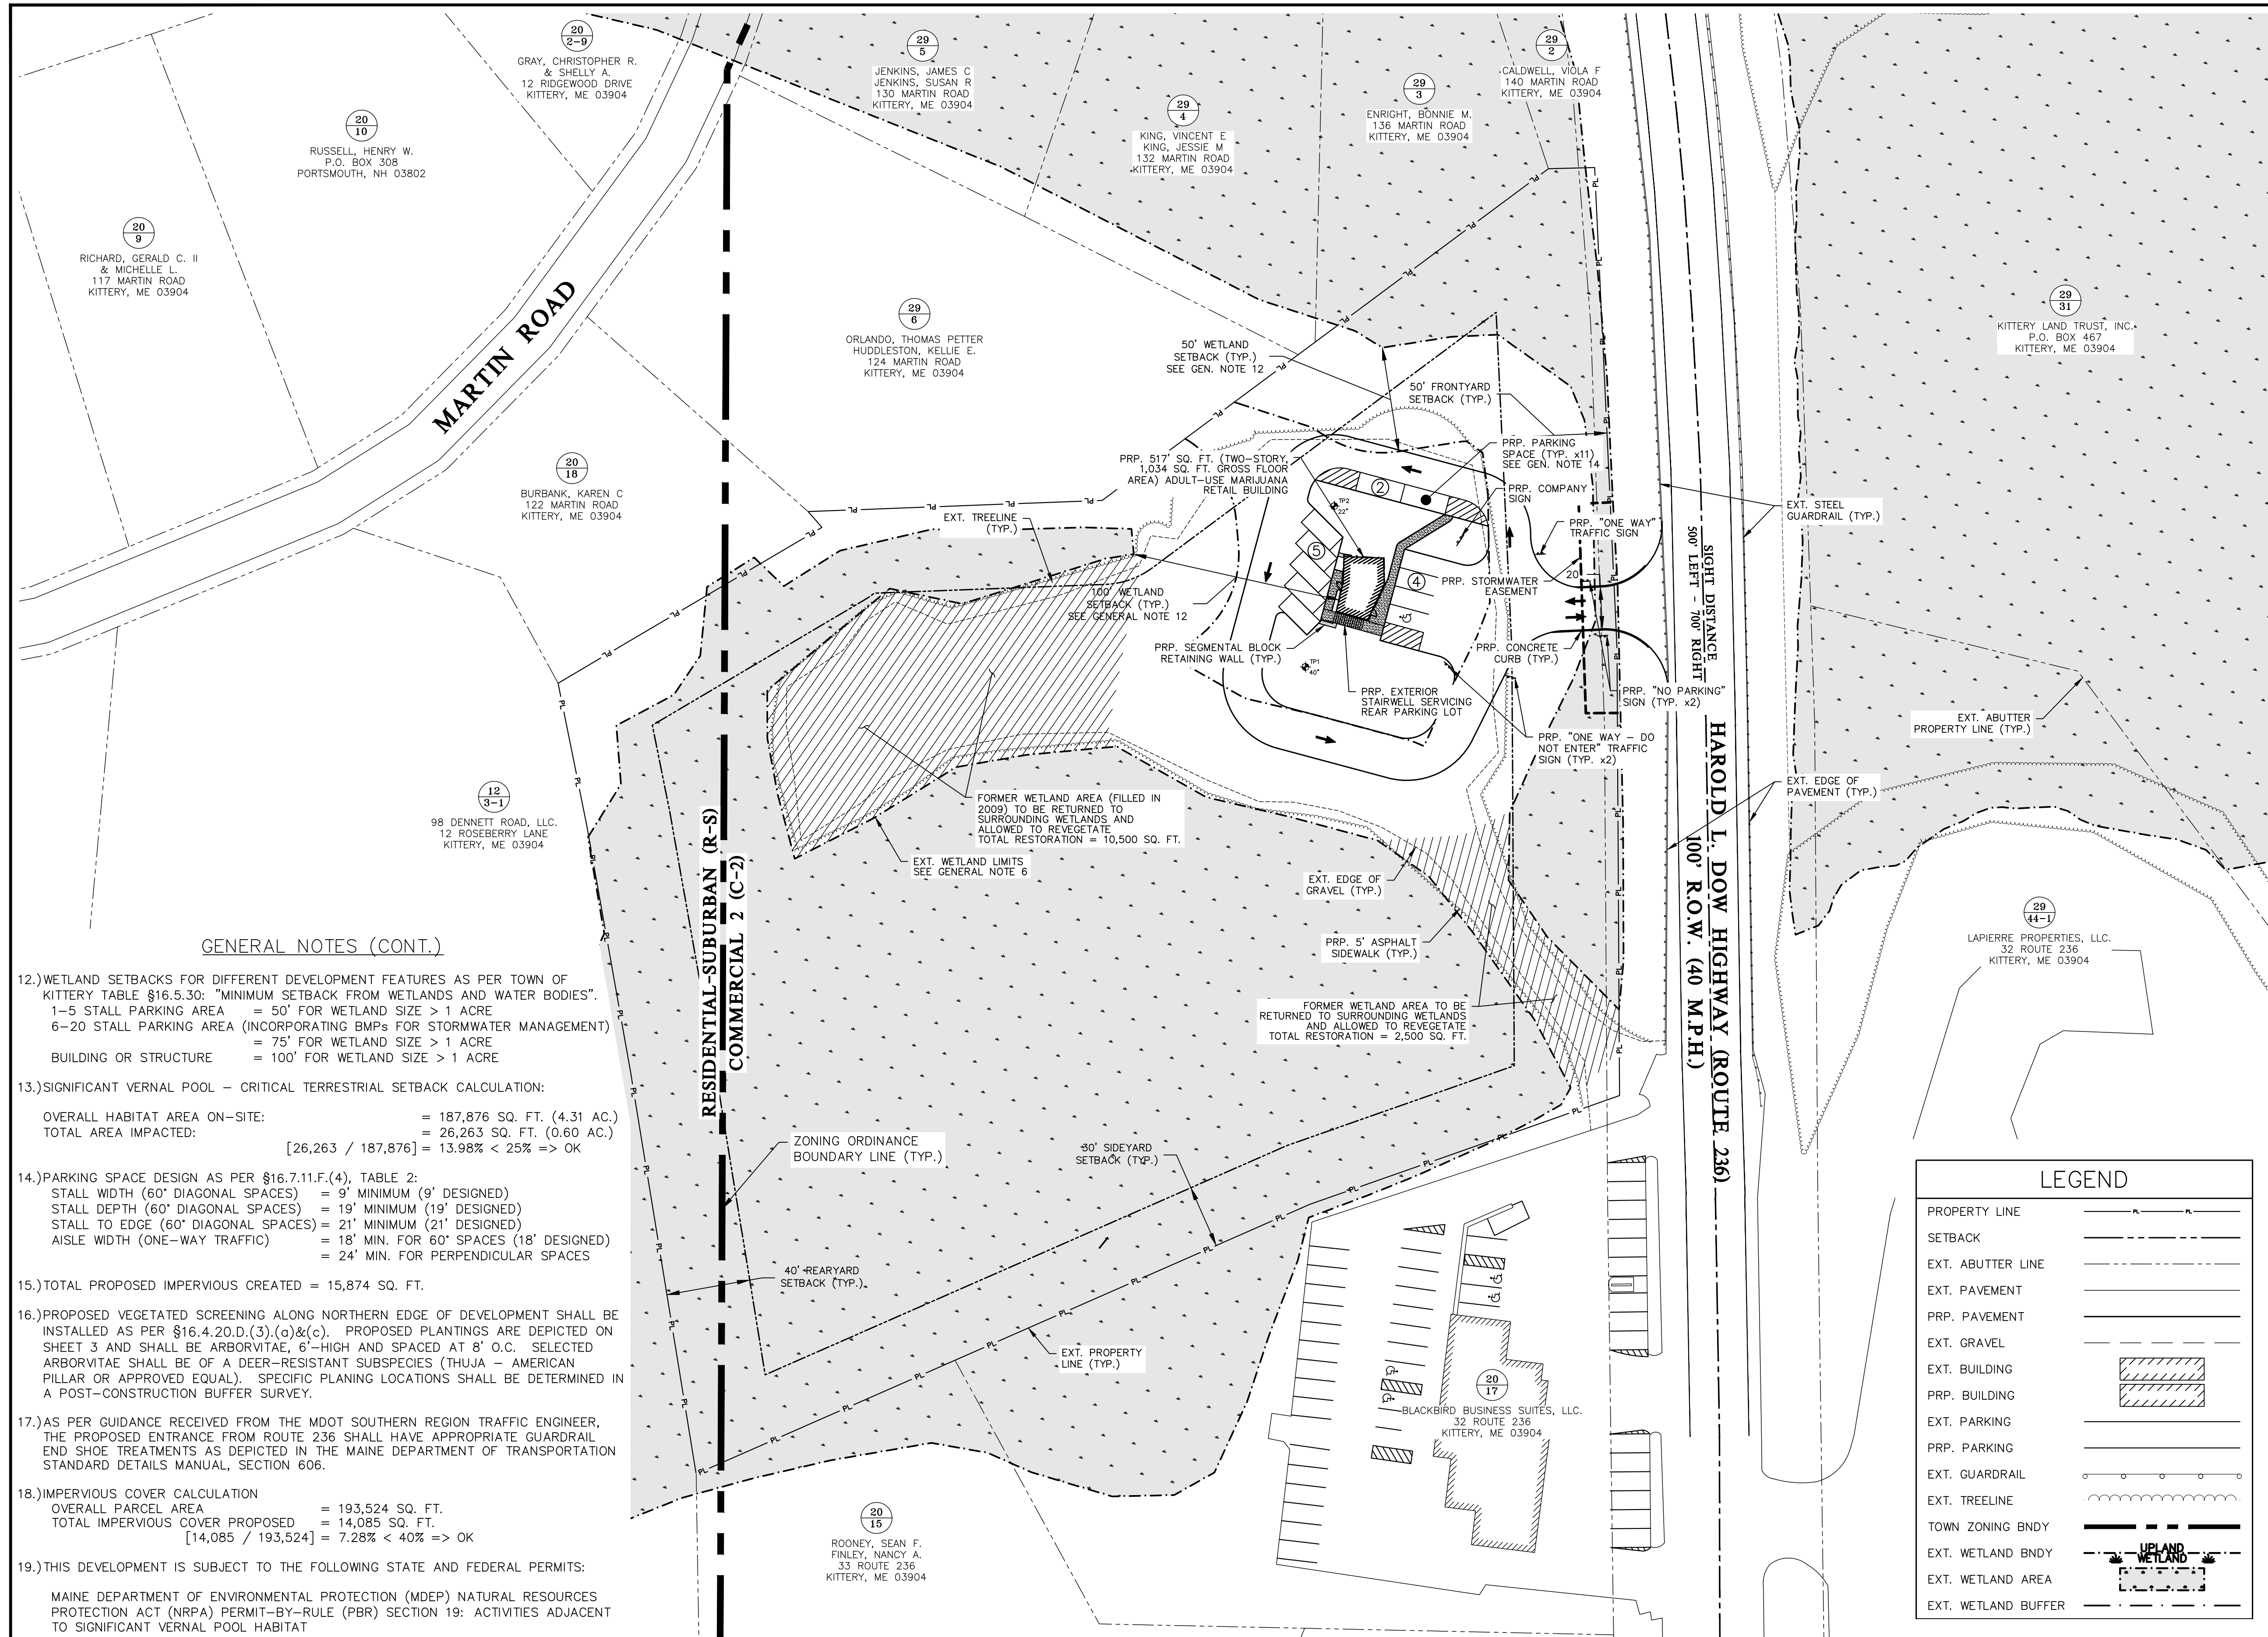 20
2-9
GRAY, CHRISTOPHER R.
& SHELLY A.
12 RIDGEWOOD DRIVE
KITTERY, ME 03904
29
5
JENKINS, JAMES C
JENKINS, SUSAN R
130 MARTIN ROAD
KITTERY, ME 03904
29
4
KING, VINCENT E
KING, JESSIE M
132 MARTIN ROAD
KITTERY, ME 03904
29
3
ENRIGHT, BONNIE M.
136 MARTIN ROAD
KITTERY, ME 03904
29
2
CALDWELL, VIOLA F
140 MARTIN ROAD
KITTERY, ME 03904
20
10
RUSSELL, HENRY W.
P.O. BOX 308
PORTSMOUTH, NH 03802
20
9
RICHARD, GERALD C. II
& MICHELLE L.
117 MARTIN ROAD
KITTERY, ME 03904
MARTIN ROAD
29
6
ORLANDO, THOMAS PETTER
HUDDLESTON, KELLIE E.
124 MARTIN ROAD
KITTERY, ME 03904
29
31
KITTERY LAND TRUST, INC.
P.O. BOX 467
KITTERY, ME 03904
20
18
BURBANK, KAREN C
122 MARTIN ROAD
KITTERY, ME 03904
50' WETLAND
SETBACK (TYP.)
SEE GEN. NOTE 12
50' FRONTYARD
SETBACK (TYP.)
PRP. 517' SQ. FT. (TWO-STORY,
1,034 SQ. FT. GROSS FLOOR
AREA) ADULT-USE MARIJUANA
RETAIL BUILDING
PRP. PARKING
SPACE (TYP. x11)
SEE GEN. NOTE 14
PRP. COMPANY
SIGN
PRP. "ONE WAY"
TRAFFIC SIGN
EXT. STEEL
GUARDRAIL (TYP.)
EXT. TREELINE
(TYP.)
2
TP2
22"
5
4
PRP. STORMWATER
EASEMENT
20'
100' WETLAND
SETBACK (TYP.)
SEE GENERAL NOTE 12
PRP. SEGMENTAL BLOCK
RETAINING WALL (TYP.)
TP1
40"
PRP. CONCRETE
CURB (TYP.)
PRP. EXTERIOR
STAIRWELL SERVICING
REAR PARKING LOT
PRP. "NO PARKING"
SIGN (TYP. x2)
PRP. "ONE WAY – DO
NOT ENTER" TRAFFIC
SIGN (TYP. x2)
SIGHT DISTANCE
500' LEFT - 700' RIGHT
HAROLD L. DOW HIGHWAY (ROUTE 236)
100' R.O.W. (40 M.P.H.)
EXT. ABUTTER
PROPERTY LINE (TYP.)
EXT. EDGE OF
PAVEMENT (TYP.)
12
3-1
98 DENNETT ROAD, LLC.
12 ROSEBERRY LANE
KITTERY, ME 03904
FORMER WETLAND AREA (FILLED IN
2009) TO BE RETURNED TO
SURROUNDING WETLANDS AND
ALLOWED TO REVEGETATE
TOTAL RESTORATION = 10,500 SQ. FT.
EXT. WETLAND LIMITS
SEE GENERAL NOTE 6
RESIDENTIAL-SUBURBAN (R-S)
COMMERCIAL 2 (C-2)
EXT. EDGE OF
GRAVEL (TYP.)
PRP. 5' ASPHALT
SIDEWALK (TYP.)
FORMER WETLAND AREA TO BE
RETURNED TO SURROUNDING WETLANDS
AND ALLOWED TO REVEGETATE
TOTAL RESTORATION = 2,500 SQ. FT.
29
44-1
LAPIERRE PROPERTIES, LLC.
32 ROUTE 236
KITTERY, ME 03904
ZONING ORDINANCE
BOUNDARY LINE (TYP.)
30' SIDEYARD
SETBACK (TYP.)
40' REARYARD
SETBACK (TYP.)
EXT. PROPERTY
LINE (TYP.)
20
17
BLACKBIRD BUSINESS SUITES, LLC.
32 ROUTE 236
KITTERY, ME 03904
20
15
ROONEY, SEAN F.
FINLEY, NANCY A.
33 ROUTE 236
KITTERY, ME 03904
GENERAL NOTES (CONT.)
12.) WETLAND SETBACKS FOR DIFFERENT DEVELOPMENT FEATURES AS PER TOWN OF
KITTERY TABLE §16.5.30: "MINIMUM SETBACK FROM WETLANDS AND WATER BODIES".
1-5 STALL PARKING AREA = 50' FOR WETLAND SIZE > 1 ACRE
6-20 STALL PARKING AREA (INCORPORATING BMPs FOR STORMWATER MANAGEMENT)
= 75' FOR WETLAND SIZE > 1 ACRE
BUILDING OR STRUCTURE = 100' FOR WETLAND SIZE > 1 ACRE
13.) SIGNIFICANT VERNAL POOL – CRITICAL TERRESTRIAL SETBACK CALCULATION:
OVERALL HABITAT AREA ON-SITE: = 187,876 SQ. FT. (4.31 AC.)
TOTAL AREA IMPACTED: = 26,263 SQ. FT. (0.60 AC.)
[26,263 / 187,876] = 13.98% < 25% => OK
14.) PARKING SPACE DESIGN AS PER §16.7.11.F.(4), TABLE 2:
STALL WIDTH (60° DIAGONAL SPACES) = 9' MINIMUM (9' DESIGNED)
STALL DEPTH (60° DIAGONAL SPACES) = 19' MINIMUM (19' DESIGNED)
STALL TO EDGE (60° DIAGONAL SPACES) = 21' MINIMUM (21' DESIGNED)
AISLE WIDTH (ONE-WAY TRAFFIC) = 18' MIN. FOR 60° SPACES (18' DESIGNED)
= 24' MIN. FOR PERPENDICULAR SPACES
15.) TOTAL PROPOSED IMPERVIOUS CREATED = 15,874 SQ. FT.
16.) PROPOSED VEGETATED SCREENING ALONG NORTHERN EDGE OF DEVELOPMENT SHALL BE
INSTALLED AS PER §16.4.20.D.(3).(a)&(c). PROPOSED PLANTINGS ARE DEPICTED ON
SHEET 3 AND SHALL BE ARBORVITAE, 6'-HIGH AND SPACED AT 8' O.C. SELECTED
ARBORVITAE SHALL BE OF A DEER-RESISTANT SUBSPECIES (THUJA – AMERICAN
PILLAR OR APPROVED EQUAL). SPECIFIC PLANING LOCATIONS SHALL BE DETERMINED IN
A POST-CONSTRUCTION BUFFER SURVEY.
17.) AS PER GUIDANCE RECEIVED FROM THE MDOT SOUTHERN REGION TRAFFIC ENGINEER,
THE PROPOSED ENTRANCE FROM ROUTE 236 SHALL HAVE APPROPRIATE GUARDRAIL
END SHOE TREATMENTS AS DEPICTED IN THE MAINE DEPARTMENT OF TRANSPORTATION
STANDARD DETAILS MANUAL, SECTION 606.
18.) IMPERVIOUS COVER CALCULATION
OVERALL PARCEL AREA = 193,524 SQ. FT.
TOTAL IMPERVIOUS COVER PROPOSED = 14,085 SQ. FT.
[14,085 / 193,524] = 7.28% < 40% => OK
19.) THIS DEVELOPMENT IS SUBJECT TO THE FOLLOWING STATE AND FEDERAL PERMITS:
MAINE DEPARTMENT OF ENVIRONMENTAL PROTECTION (MDEP) NATURAL RESOURCES
PROTECTION ACT (NRPA) PERMIT-BY-RULE (PBR) SECTION 19: ACTIVITIES ADJACENT
TO SIGNIFICANT VERNAL POOL HABITAT
LEGEND
PROPERTY LINE PL PL
SETBACK
EXT. ABUTTER LINE
EXT. PAVEMENT
PRP. PAVEMENT
EXT. GRAVEL
EXT. BUILDING
PRP. BUILDING
EXT. PARKING
PRP. PARKING
EXT. GUARDRAIL
EXT. TREELINE
TOWN ZONING BNDY
EXT. WETLAND BNDY UPLAND
WETLAND
EXT. WETLAND AREA
EXT. WETLAND BUFFER